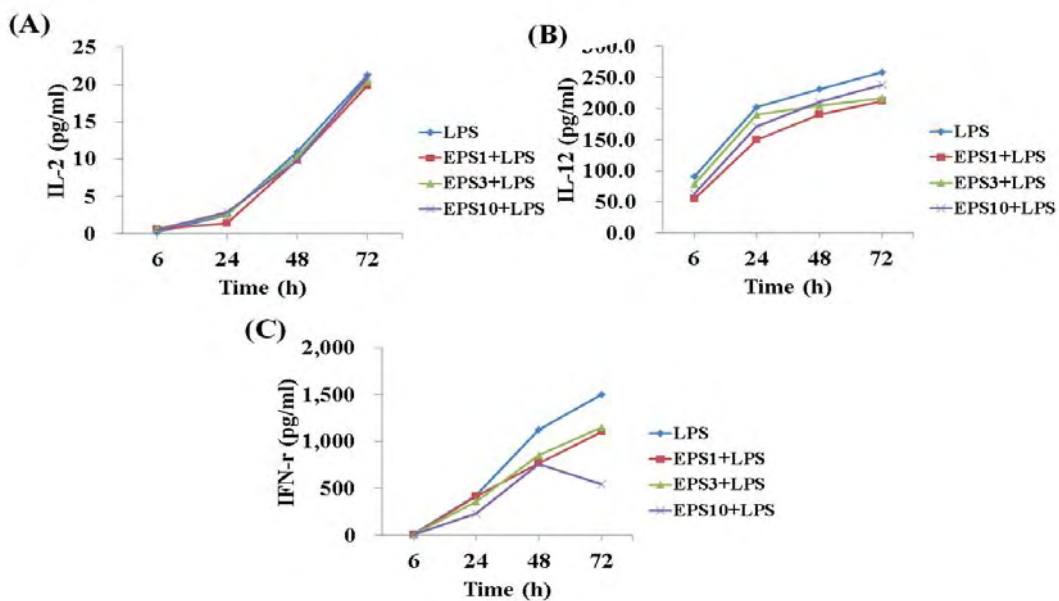 (A)
25
20
15
10
5
0
IL-2 (pg/ml)
6 24 48 72
Time (h)
LPS
EPS1+LPS
EPS3+LPS
EPS10+LPS
(B)
300.0
250.0
200.0
150.0
100.0
50.0
0.0
IL-12 (pg/ml)
6 24 48 72
Time (h)
LPS
EPS1+LPS
EPS3+LPS
EPS10+LPS
(C)
2,000
1,500
1,000
500
0
IFN-r (pg/ml)
6 24 48 72
Time (h)
LPS
EPS1+LPS
EPS3+LPS
EPS10+LPS